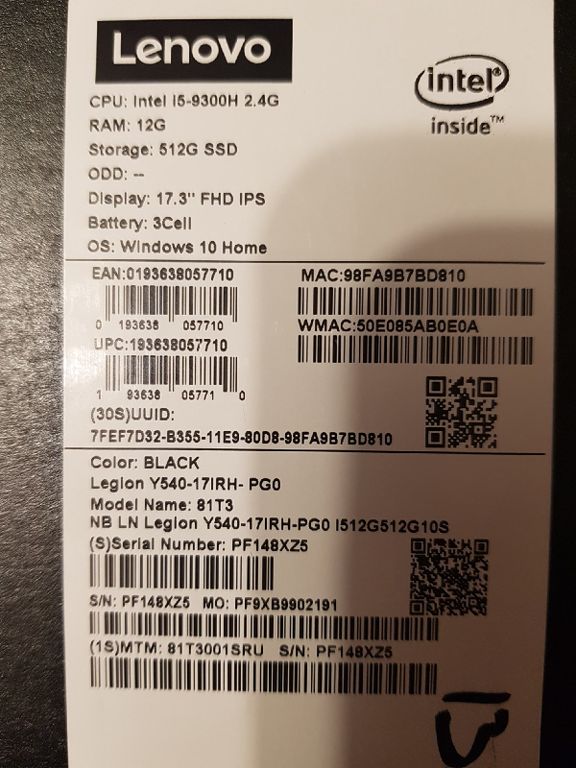 Lenovo
intel®
inside™
CPU: Intel I5-9300H 2.4G
RAM: 12G
Storage: 512G SSD
ODD: --
Display: 17.3" FHD IPS
Battery: 3Cell
OS: Windows 10 Home
EAN:0193638057710
0 193638 057710
MAC:98FA9B7BD810
WMAC:50E085AB0E0A
UPC:193638057710
1 93638 05771 0
(30S)UUID:
7FEF7D32-B355-11E9-80D8-98FA9B7BD810
Color: BLACK
Legion Y540-17IRH- PG0
Model Name: 81T3
NB LN Legion Y540-17IRH-PG0 I512G512G10S
(S)Serial Number: PF148XZ5
S/N: PF148XZ5 MO: PF9XB9902191
(1S)MTM: 81T3001SRU S/N: PF148XZ5